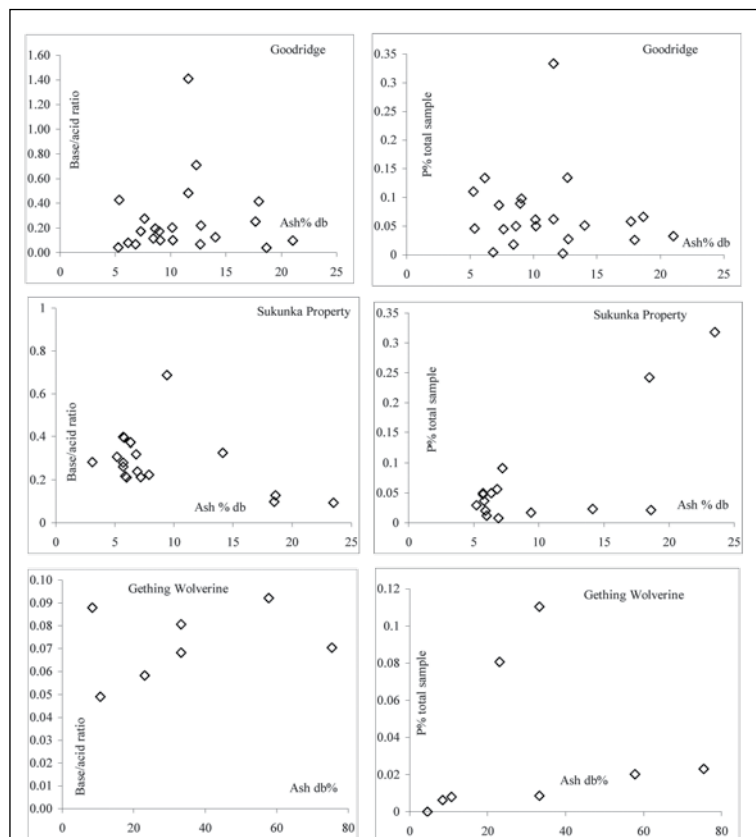 Goodridge
Base/acid ratio
1.60
1.40
1.20
1.00
0.80
0.60
0.40
0.20
0.00
Ash% db
0 5 10 15 20 25
Goodridge
P% total sample
0.35
0.3
0.25
0.2
0.15
0.1
0.05
0
Ash% db
0 5 10 15 20 25
Sukunka Property
Base/acid ratio
1
0.8
0.6
0.4
0.2
0
Ash % db
0 5 10 15 20 25
Sukunka Property
P% total sample
0.35
0.3
0.25
0.2
0.15
0.1
0.05
0
Ash % db
0 5 10 15 20 25
Gething Wolverine
Base/acid ratio
0.10
0.09
0.08
0.07
0.06
0.05
0.04
0.03
0.02
0.01
0.00
Ash db%
0 20 40 60 80
Gething Wolverine
P% total sample
0.12
0.1
0.08
0.06
0.04
0.02
0
Ash db%
0 20 40 60 80